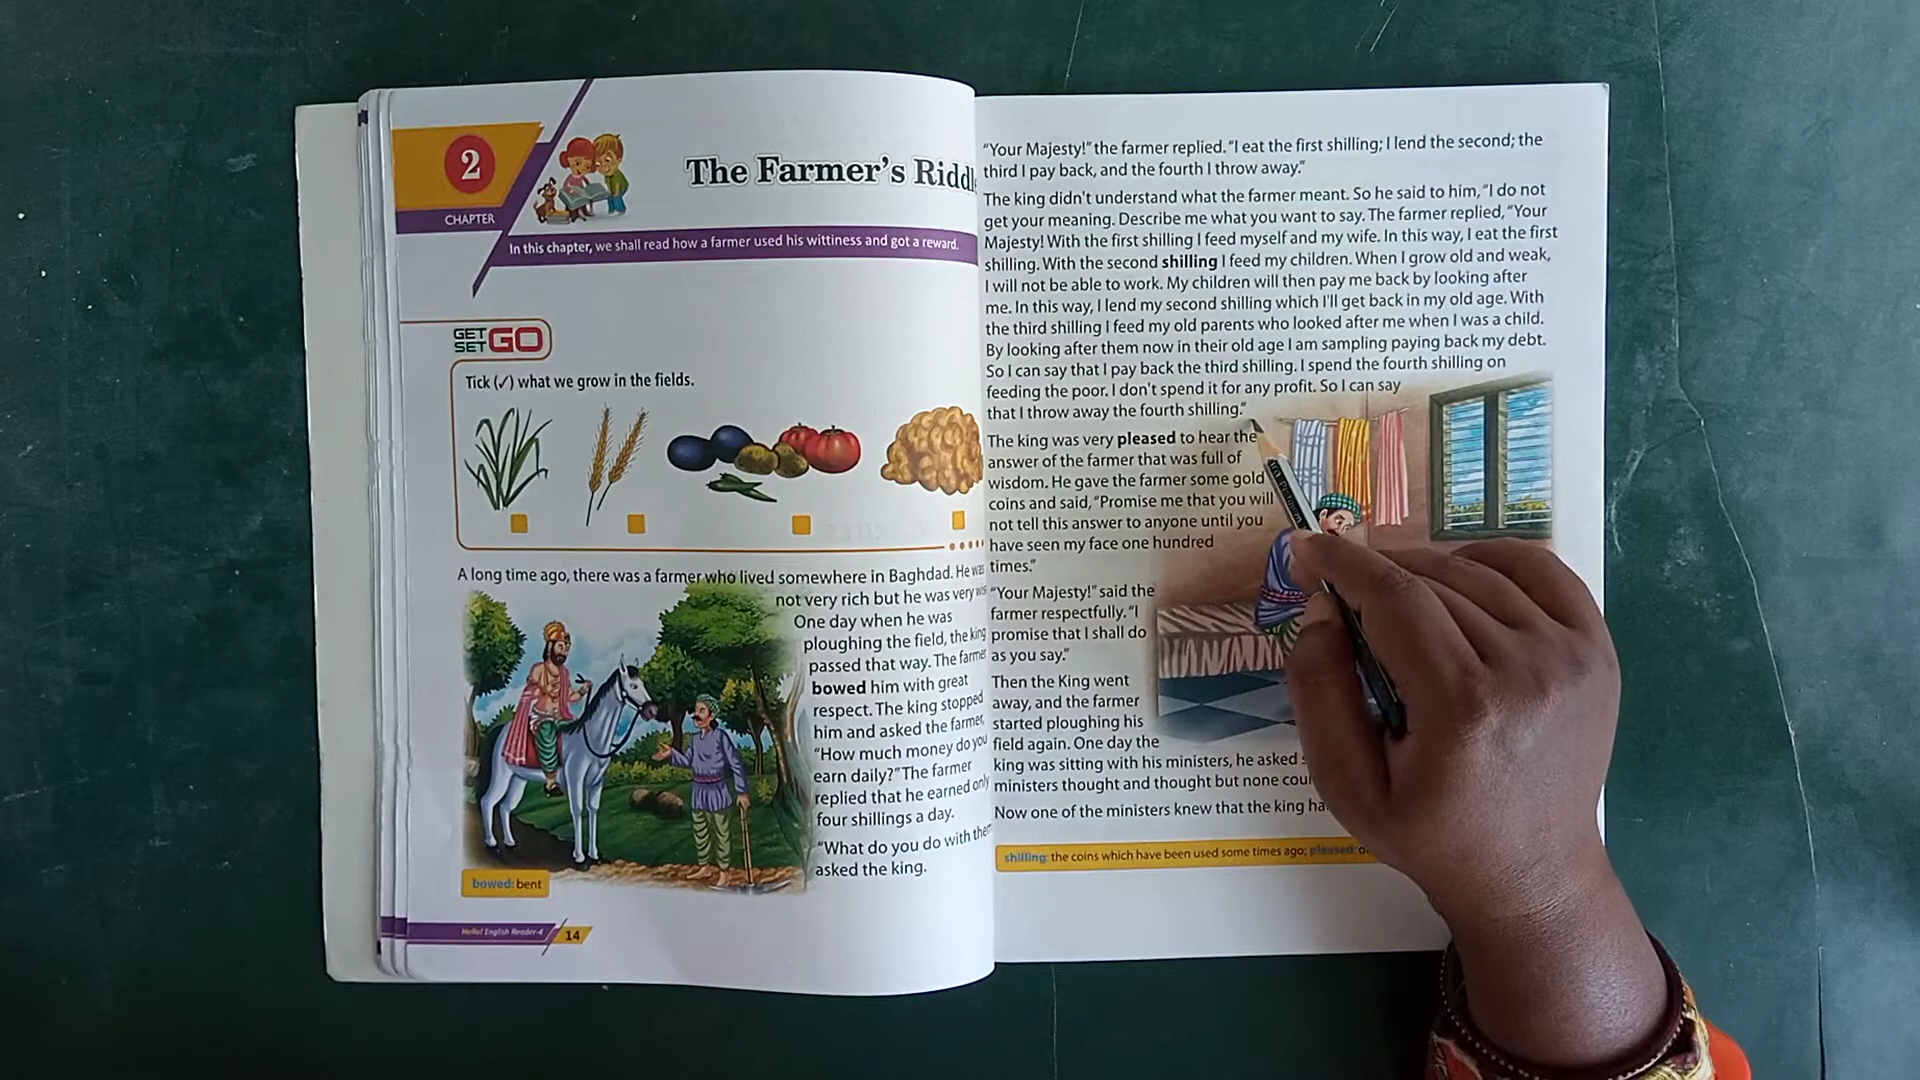 2
CHAPTER
The Farmer's Riddl
In this chapter, we shall read how a farmer used his wittiness and got a reward.
GET
SET GO
Tick (✓) what we grow in the fields.
A long time ago, there was a farmer who lived somewhere in Baghdad. He was
not very rich but he was very
One day when he was
ploughing the field, the king
passed that way. The farmer
bowed him with great
respect. The king stopped
him and asked the farmer,
"How much money do you
earn daily?" The farmer
replied that he earned only
four shillings a day.
"What do you do with
asked the king.
bowed: bent
Hello! English Reader-4
14
"Your Majesty!" the farmer replied. "I eat the first shilling; I lend the second; the
third I pay back, and the fourth I throw away."
The king didn't understand what the farmer meant. So he said to him, "I do not
get your meaning. Describe me what you want to say. The farmer replied, "Your
Majesty! With the first shilling I feed myself and my wife. In this way, I eat the first
shilling. With the second shilling I feed my children. When I grow old and weak,
I will not be able to work. My children will then pay me back by looking after
me. In this way, I lend my second shilling which I'll get back in my old age. With
the third shilling I feed my old parents who looked after me when I was a child.
By looking after them now in their old age I am sampling paying back my debt.
So I can say that I pay back the third shilling. I spend the fourth shilling on
feeding the poor. I don't spend it for any profit. So I can say
that I throw away the fourth shilling."
The king was very pleased to hear the
answer of the farmer that was full of
wisdom. He gave the farmer some gold
coins and said, "Promise me that you will
not tell this answer to anyone until you
have seen my face one hundred
times."
"Your Majesty!" said the
farmer respectfully. "I
promise that I shall do
as you say."
Then the King went
away, and the farmer
started ploughing his
field again. One day the
king was sitting with his ministers, he asked
ministers thought and thought but none
Now one of the ministers knew that the king
shilling: the coins which have been used some times ago; pleased: